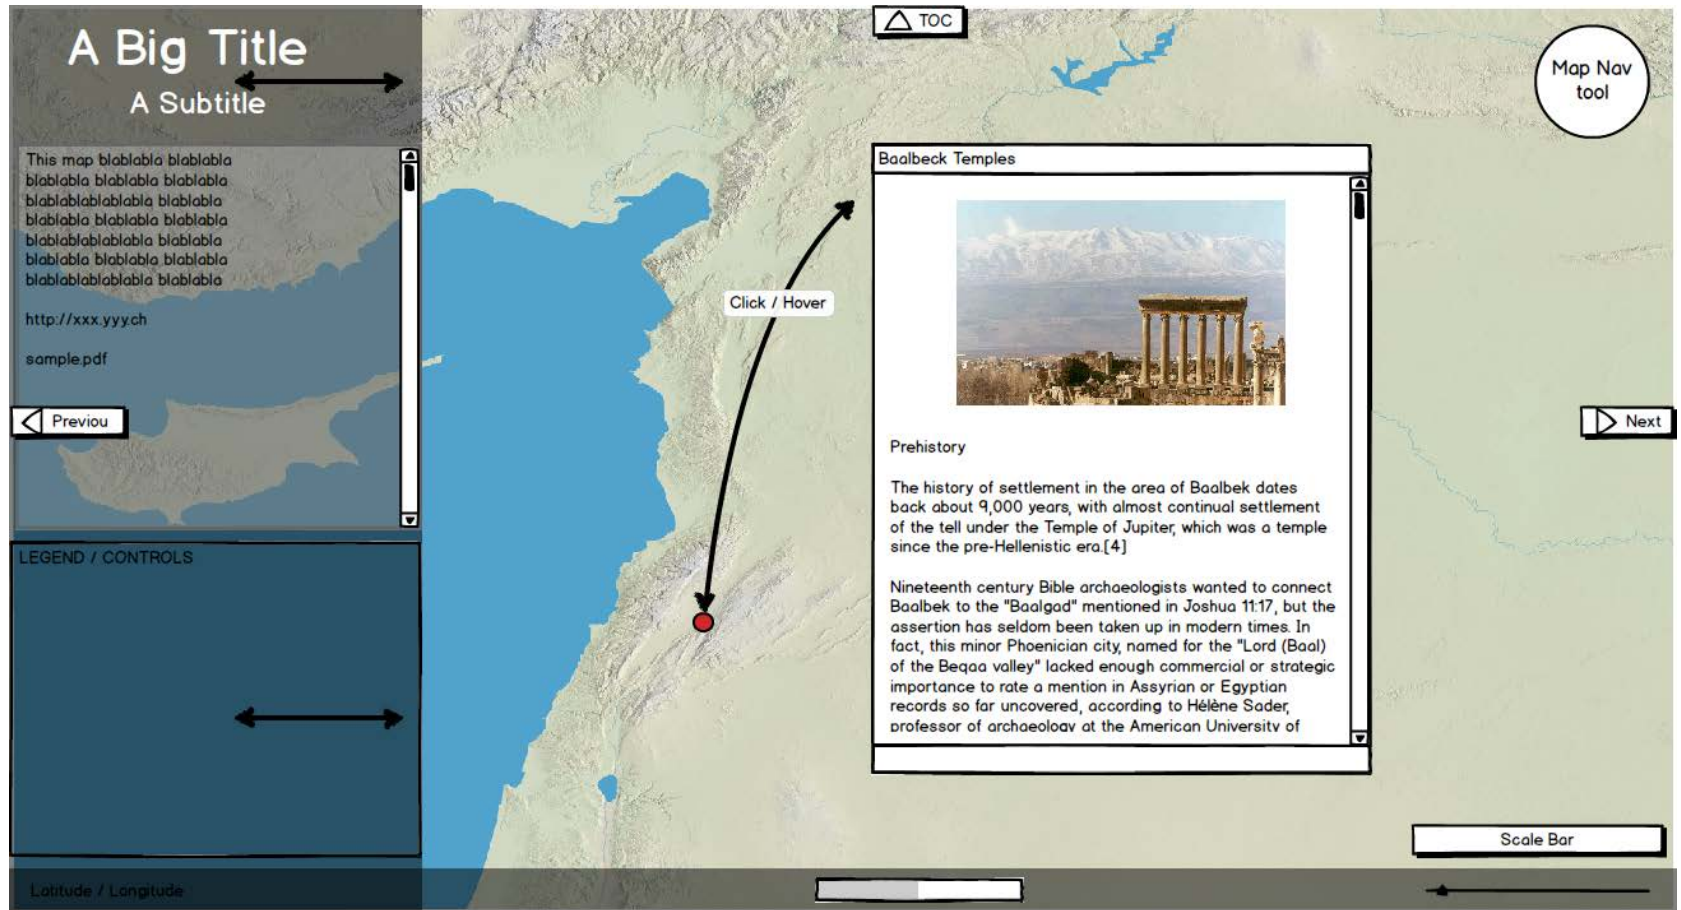 A Big Title
A Subtitle
TOC
Map Nav
tool
This map blablabla blablabla
blablabla blablabla blablabla
blablablablablabla blablabla
blablabla blablabla blablabla
blablablablablabla blablabla
blablabla blablabla blablabla
blablablablablabla blablabla
http://xxx.yyy.ch
sample.pdf
Previou
LEGEND / CONTROLS
Latitude / Longitude
Click / Hover
Baalbeck Temples
Prehistory
The history of settlement in the area of Baalbek dates
back about 9,000 years, with almost continual settlement
of the tell under the Temple of Jupiter, which was a temple
since the pre-Hellenistic era.[4]
Nineteenth century Bible archaeologists wanted to connect
Baalbek to the "Baalgad" mentioned in Joshua 11:17, but the
assertion has seldom been taken up in modern times. In
fact, this minor Phoenician city, named for the "Lord (Baal)
of the Beqaa valley" lacked enough commercial or strategic
importance to rate a mention in Assyrian or Egyptian
records so far uncovered, according to Hélène Sader,
professor of archaeology at the American University of
Next
Scale Bar